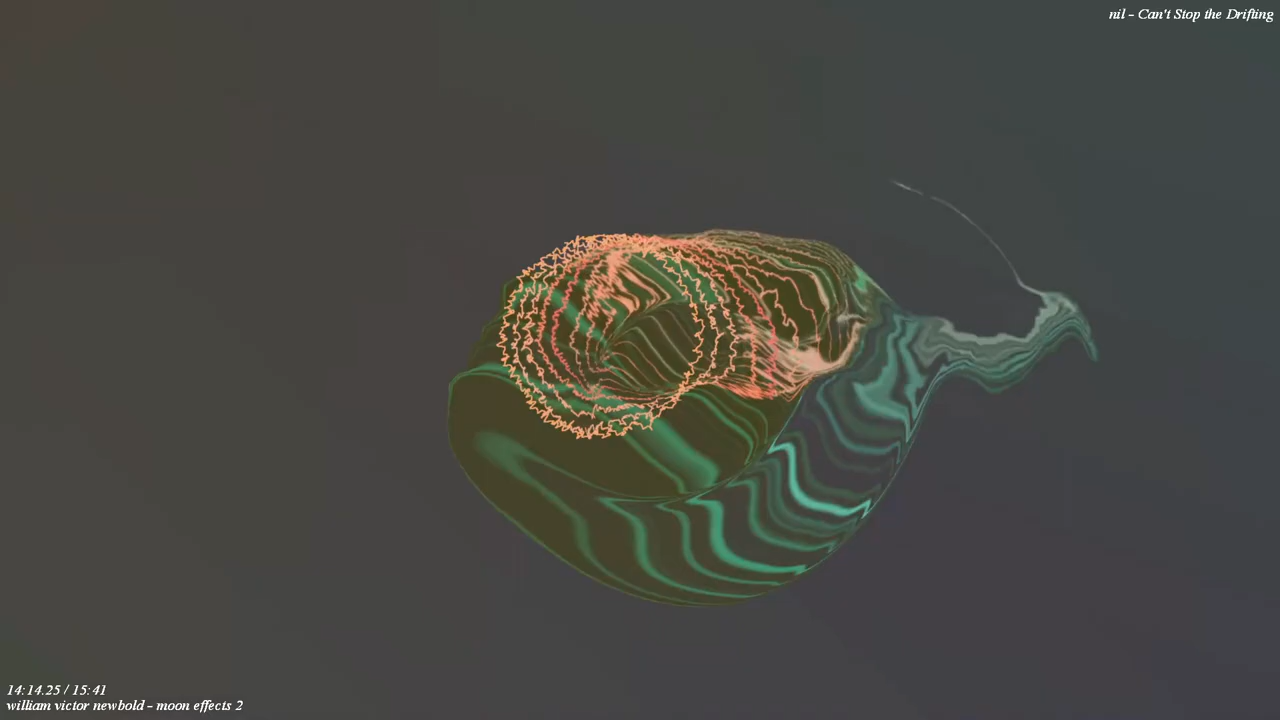 nil - Can't Stop the Drifting
14:14.25 / 15:41
william victor newbold - moon effects 2